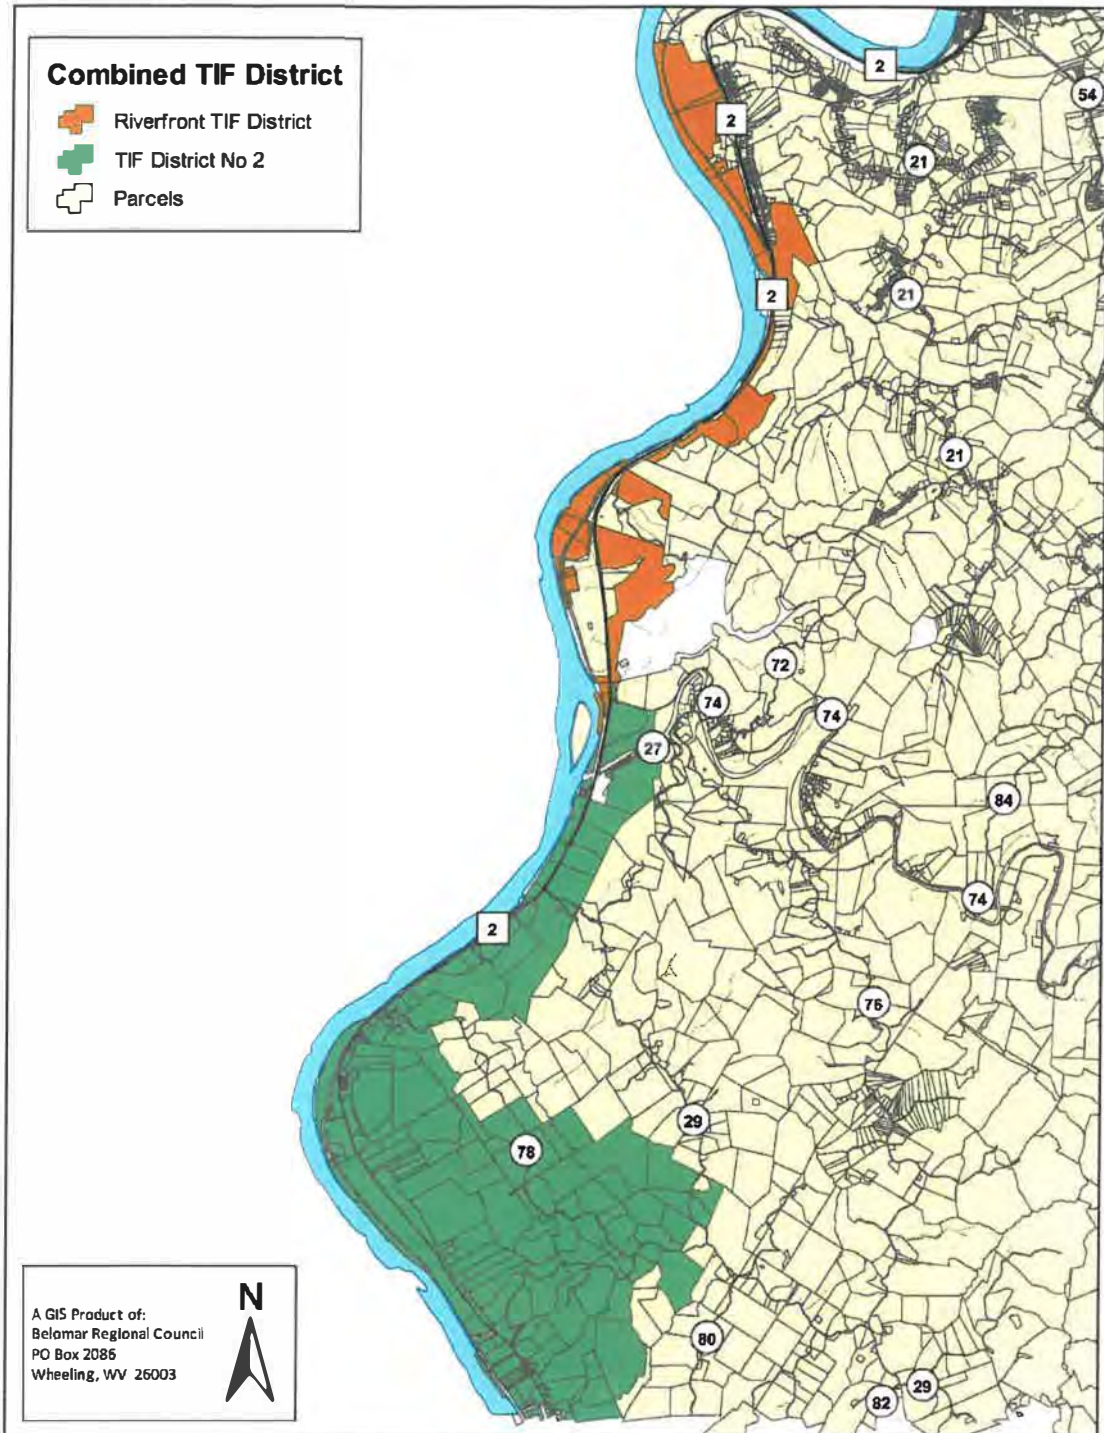 Combined TIF District
Riverfront TIF District
TIF District No 2
Parcels
2
54
2
21
2
21
21
72
74
74
27
84
74
2
76
29
78
80
29
82
N
A GIS Product of:
Belomar Regional Council
PO Box 2086
Wheeling, WV 26003